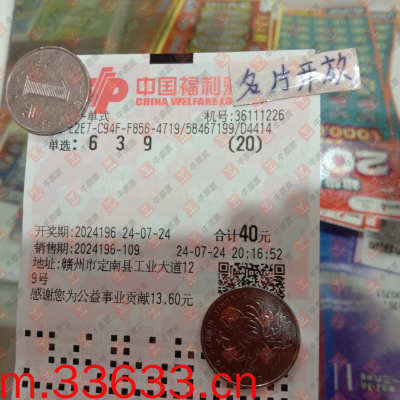 中国福利
CHINA WELFARE LO
名片开放
单式 机号:36111226
E2E7-C94F-F856-4719/58467199/D4414
单选: 6 3 9 (20)
开奖期:2024196 24-07-24 合计40元
销售期:2024196-109 24-07-24 20:16:52
地址:赣州市定南县工业大道12
9号
感谢您为公益事业贡献13.60元
m.33633.cn